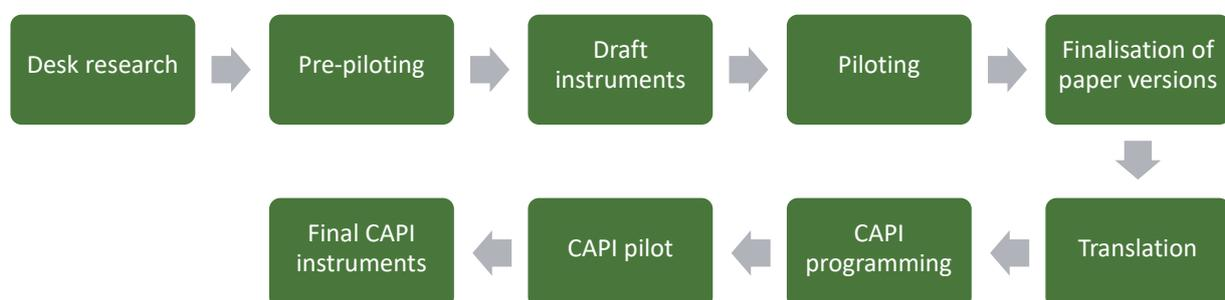 Desk research
Pre-piloting
Draft
instruments
Piloting
Finalisation of
paper versions
Translation
CAPI
programming
CAPI pilot
Final CAPI
instruments